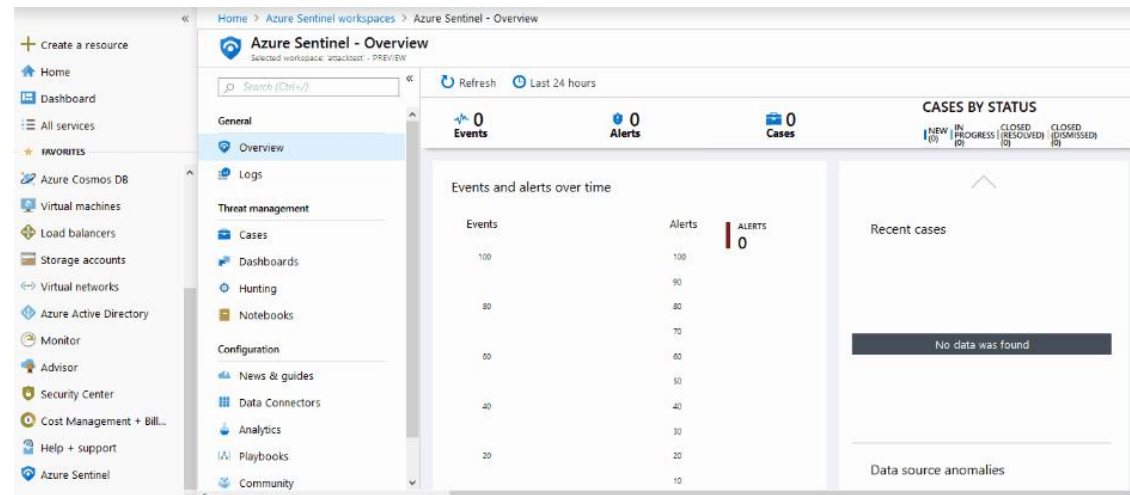 Home > Azure Sentinel workspaces > Azure Sentinel - Overview
Create a resource
Home
Dashboard
All services
FAVORITES
Azure Cosmos DB
Virtual machines
Load balancers
Storage accounts
Virtual networks
Azure Active Directory
Monitor
Advisor
Security Center
Cost Management + Bill...
Help + support
Azure Sentinel
Azure Sentinel - Overview
Selected workspace: 'attacktest' - PREVIEW
Search (Ctrl+/)
General
Overview
Logs
Threat management
Cases
Dashboards
Hunting
Notebooks
Configuration
News & guides
Data Connectors
Analytics
Playbooks
Community
Refresh Last 24 hours
0
Events
0
Alerts
0
Cases
CASES BY STATUS
NEW (0)
IN PROGRESS (0)
CLOSED (RESOLVED) (0)
CLOSED (DISMISSED) (0)
Events and alerts over time
Events
100
80
60
40
20
Alerts
100
90
80
70
60
50
40
30
20
10
ALERTS
0
Recent cases
No data was found
Data source anomalies